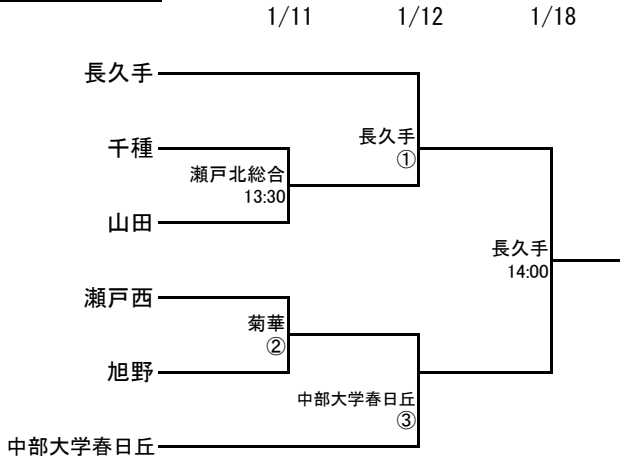 1/11 1/12 1/18
長久手
長久手
①
千種
瀬戸北総合
13:30
山田
長久手
14:00
瀬戸西
菊華
②
旭野
中部大学春日丘
③
中部大学春日丘